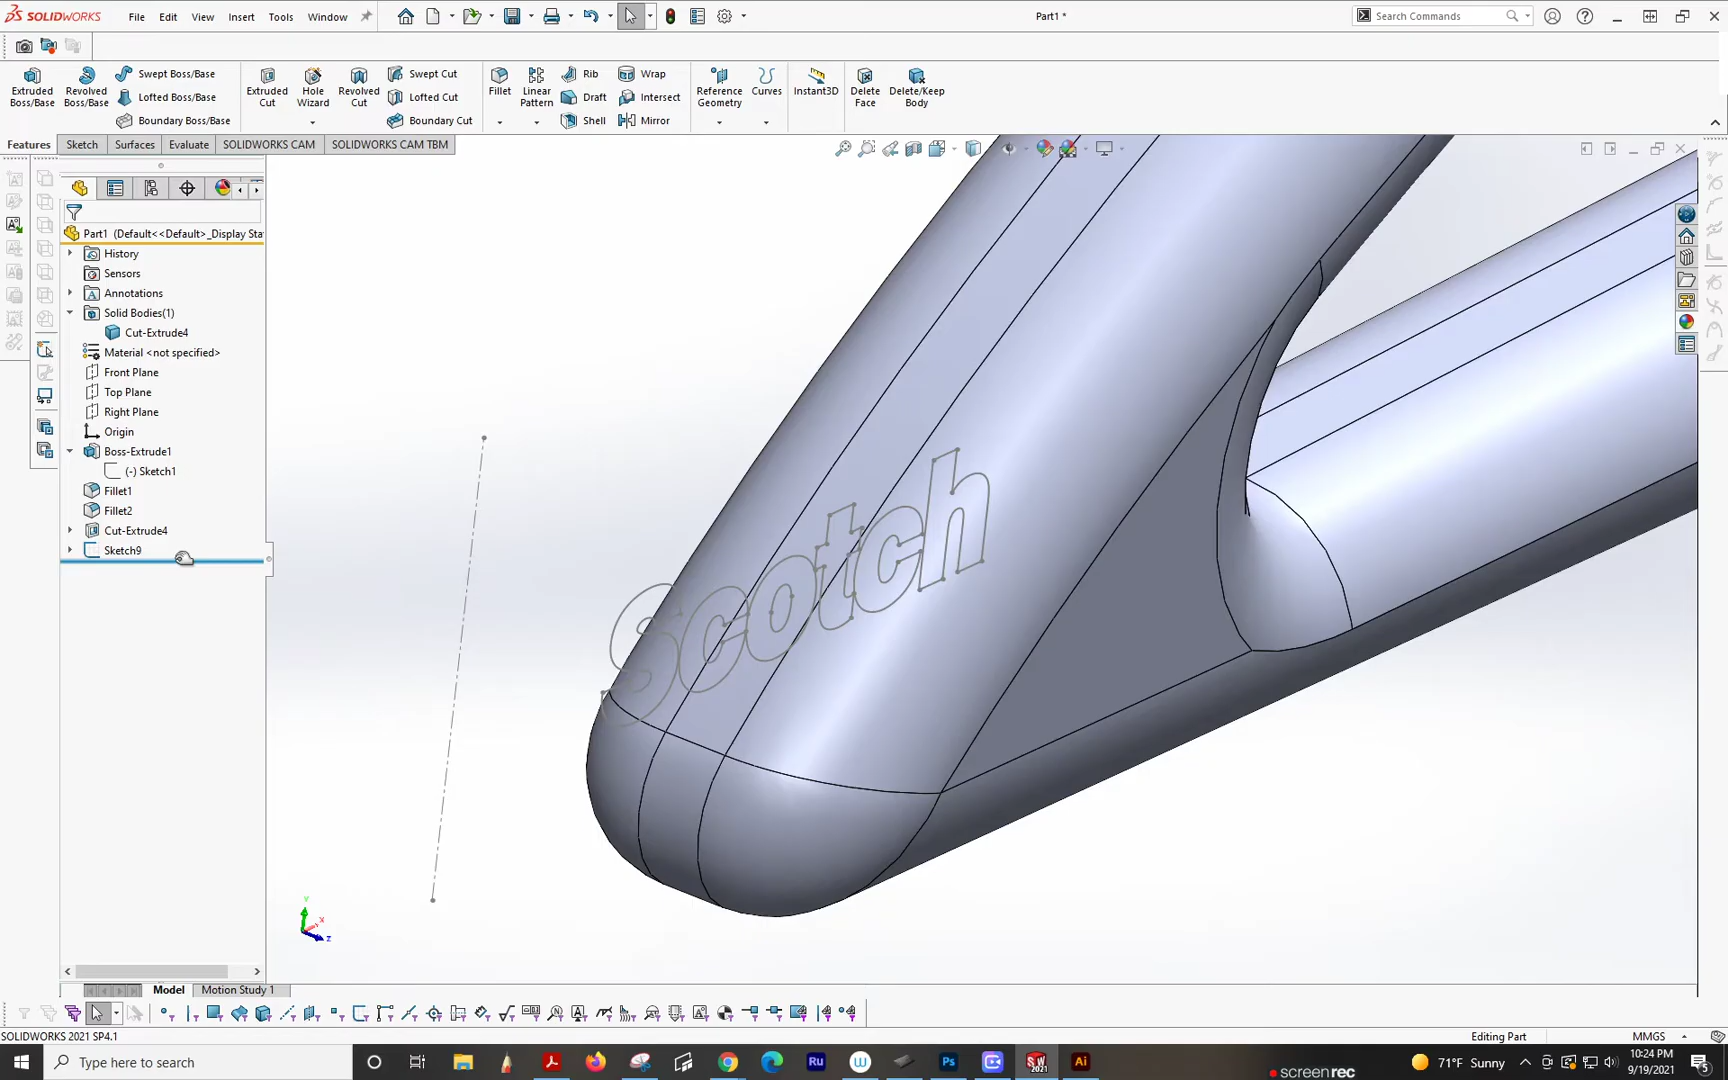 SOLIDWORKS
File Edit View Insert Tools Window
Part1 *
Search Commands
Extruded Boss/Base
Revolved Boss/Base
Swept Boss/Base
Lofted Boss/Base
Boundary Boss/Base
Extruded Cut
Hole Wizard
Revolved Cut
Swept Cut
Lofted Cut
Boundary Cut
Fillet
Linear Pattern
Rib
Draft
Shell
Wrap
Intersect
Mirror
Reference Geometry
Curves
Instant3D
Delete Face
Delete/Keep Body
Features Sketch Surfaces Evaluate SOLIDWORKS CAM SOLIDWORKS CAM TBM
Part1 (Default<<Default>_Display Sta
History
Sensors
Annotations
Solid Bodies(1)
Cut-Extrude4
Material <not specified>
Front Plane
Top Plane
Right Plane
Origin
Boss-Extrude1
(-) Sketch1
Fillet1
Fillet2
Cut-Extrude4
Sketch9
Scotch
Y
X
Z
Model Motion Study 1
SOLIDWORKS 2021 SP4.1
Editing Part
MMGS
Type here to search
Ru
W
Ps
SW
2021
Ai
screenrec
71°F Sunny
10:24 PM
9/19/2021
5